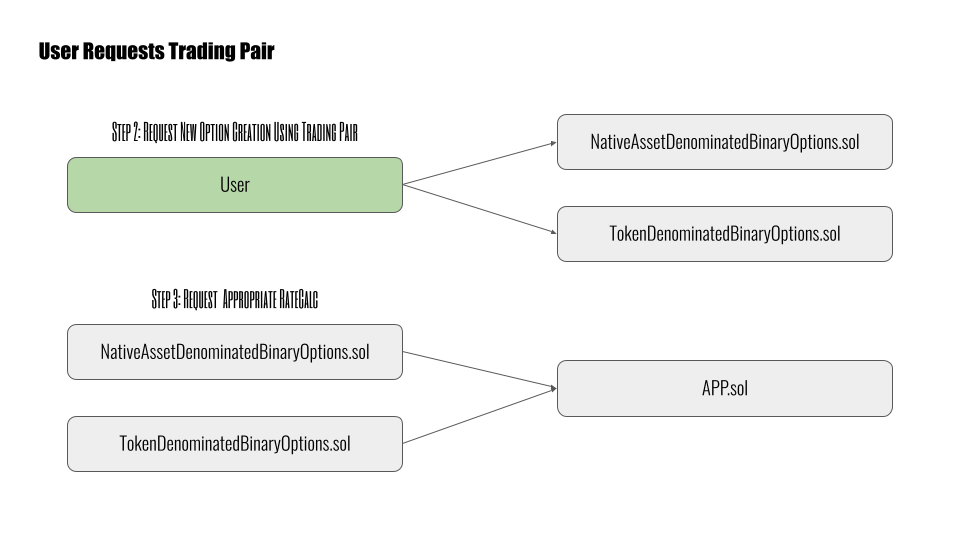 User Requests Trading Pair
Step 2: Request New Option Creation Using Trading Pair
User
NativeAssetDenominatedBinaryOptions.sol
TokenDenominatedBinaryOptions.sol
Step 3: Request Appropriate RateCalc
NativeAssetDenominatedBinaryOptions.sol
TokenDenominatedBinaryOptions.sol
APP.sol